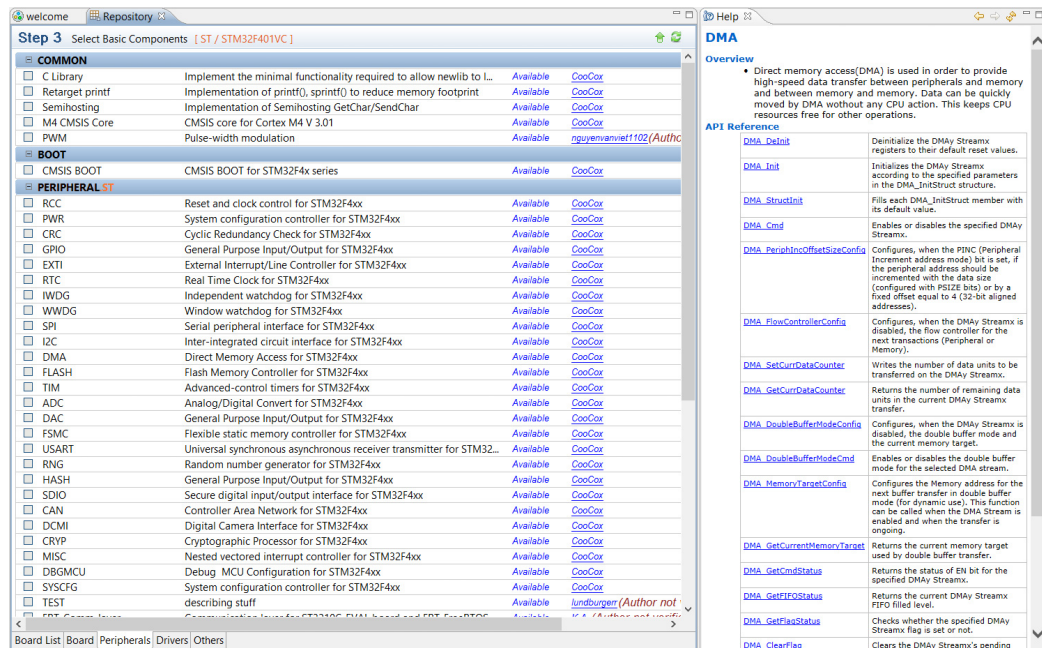 welcome
Repository
Step 3 Select Basic Components [ ST / STM32F401VC ]
COMMON
C Library Implement the minimal functionality required to allow newlib to l... Available CooCox
Retarget printf Implementation of printf(), sprintf() to reduce memory footprint Available CooCox
Semihosting Implementation of Semihosting GetChar/SendChar Available CooCox
M4 CMSIS Core CMSIS core for Cortex M4 V 3.01 Available CooCox
PWM Pulse-width modulation Available nguyenvanviet1102 (Autho
BOOT
CMSIS BOOT CMSIS BOOT for STM32F4x series Available CooCox
PERIPHERAL ST
RCC Reset and clock control for STM32F4xx Available CooCox
PWR System configuration controller for STM32F4xx Available CooCox
CRC Cyclic Redundancy Check for STM32F4xx Available CooCox
GPIO General Purpose Input/Output for STM32F4xx Available CooCox
EXTI External Interrupt/Line Controller for STM32F4xx Available CooCox
RTC Real Time Clock for STM32F4xx Available CooCox
IWDG Independent watchdog for STM32F4xx Available CooCox
WWDG Window watchdog for STM32F4xx Available CooCox
SPI Serial peripheral interface for STM32F4xx Available CooCox
I2C Inter-integrated circuit interface for STM32F4xx Available CooCox
DMA Direct Memory Access for STM32F4xx Available CooCox
FLASH Flash Memory Controller for STM32F4xx Available CooCox
TIM Advanced-control timers for STM32F4xx Available CooCox
ADC Analog/Digital Convert for STM32F4xx Available CooCox
DAC General Purpose Input/Output for STM32F4xx Available CooCox
FSMC Flexible static memory controller for STM32F4xx Available CooCox
USART Universal synchronous asynchronous receiver transmitter for STM32... Available CooCox
RNG Random number generator for STM32F4xx Available CooCox
HASH General Purpose Input/Output for STM32F4xx Available CooCox
SDIO Secure digital input/output interface for STM32F4xx Available CooCox
CAN Controller Area Network for STM32F4xx Available CooCox
DCMI Digital Camera Interface for STM32F4xx Available CooCox
CRYP Cryptographic Processor for STM32F4xx Available CooCox
MISC Nested vectored interrupt controller for STM32F4xx Available CooCox
DBGMCU Debug MCU Configuration for STM32F4xx Available CooCox
SYSCFG System configuration controller for STM32F4xx Available CooCox
TEST describing stuff Available lundburgerr (Author not
Board List Board Peripherals Drivers Others
Help
DMA
Overview
• Direct memory access(DMA) is used in order to provide
high-speed data transfer between peripherals and memory
and between memory and memory. Data can be quickly
moved by DMA wothout any CPU action. This keeps CPU
resources free for other operations.
API Reference
DMA_DeInit Deinitialize the DMAy Streamx
registers to their default reset values.
DMA_Init Initializes the DMAy Streamx
according to the specified parameters
in the DMA_InitStruct structure.
DMA_StructInit Fills each DMA_InitStruct member with
its default value.
DMA_Cmd Enables or disables the specified DMAy
Streamx.
DMA_PeriphIncOffsetSizeConfig Configures, when the PINC (Peripheral
Increment address mode) bit is set, if
the peripheral address should be
incremented with the data size
(configured with PSIZE bits) or by a
fixed offset equal to 4 (32-bit aligned
addresses).
DMA_FlowControllerConfig Configures, when the DMAy Streamx is
disabled, the flow controller for the
next transactions (Peripheral or
Memory).
DMA_SetCurrDataCounter Writes the number of data units to be
transferred on the DMAy Streamx.
DMA_GetCurrDataCounter Returns the number of remaining data
units in the current DMAy Streamx
transfer.
DMA_DoubleBufferModeConfig Configures, when the DMAy Streamx is
disabled, the double buffer mode and
the current memory target.
DMA_DoubleBufferModeCmd Enables or disables the double buffer
mode for the selected DMA stream.
DMA_MemoryTargetConfig Configures the Memory address for the
next buffer transfer in double buffer
mode (for dynamic use). This function
can be called when the DMA Stream is
enabled and when the transfer is
ongoing.
DMA_GetCurrentMemoryTarget Returns the current memory target
used by double buffer transfer.
DMA_GetCmdStatus Returns the status of EN bit for the
specified DMAy Streamx.
DMA_GetFIFOStatus Returns the current DMAy Streamx
FIFO filled level.
DMA_GetFlagStatus Checks whether the specified DMAy
Streamx flag is set or not.
DMA_ClearFlag Clears the DMAy Streamx's pending